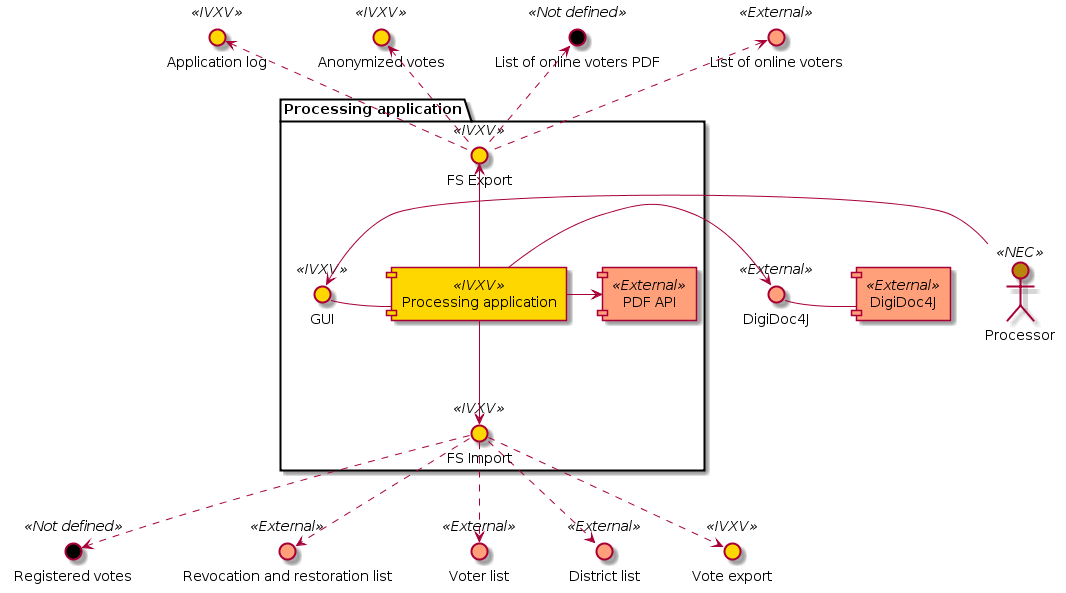 «IVXV»
Application log
«IVXV»
Anonymized votes
«Not defined»
List of online voters PDF
«External»
List of online voters
Processing application
«IVXV»
FS Export
«IVXV»
GUI
«IVXV»
Processing application
«External»
PDF API
«External»
DigiDoc4J
«External»
DigiDoc4J
«NEC»
Processor
«IVXV»
FS Import
«Not defined»
Registered votes
«External»
Revocation and restoration list
«External»
Voter list
«External»
District list
«IVXV»
Vote export